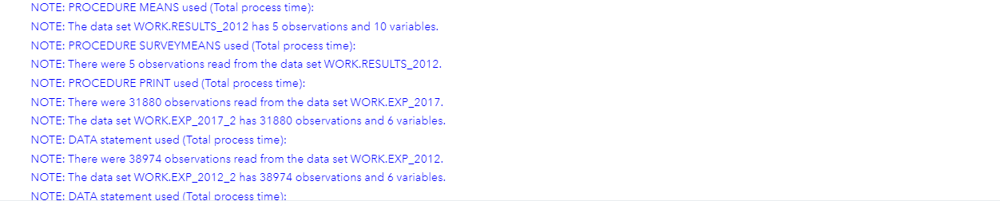 NOTE: PROCEDURE MEANS used (Total process time):
NOTE: The data set WORK.RESULTS_2012 has 5 observations and 10 variables.
NOTE: PROCEDURE SURVEYMEANS used (Total process time):
NOTE: There were 5 observations read from the data set WORK.RESULTS_2012.
NOTE: PROCEDURE PRINT used (Total process time):
NOTE: There were 31880 observations read from the data set WORK.EXP_2017.
NOTE: The data set WORK.EXP_2017_2 has 31880 observations and 6 variables.
NOTE: DATA statement used (Total process time):
NOTE: There were 38974 observations read from the data set WORK.EXP_2012.
NOTE: The data set WORK.EXP_2012_2 has 38974 observations and 6 variables.
NOTE: DATA statement used (Total process time):